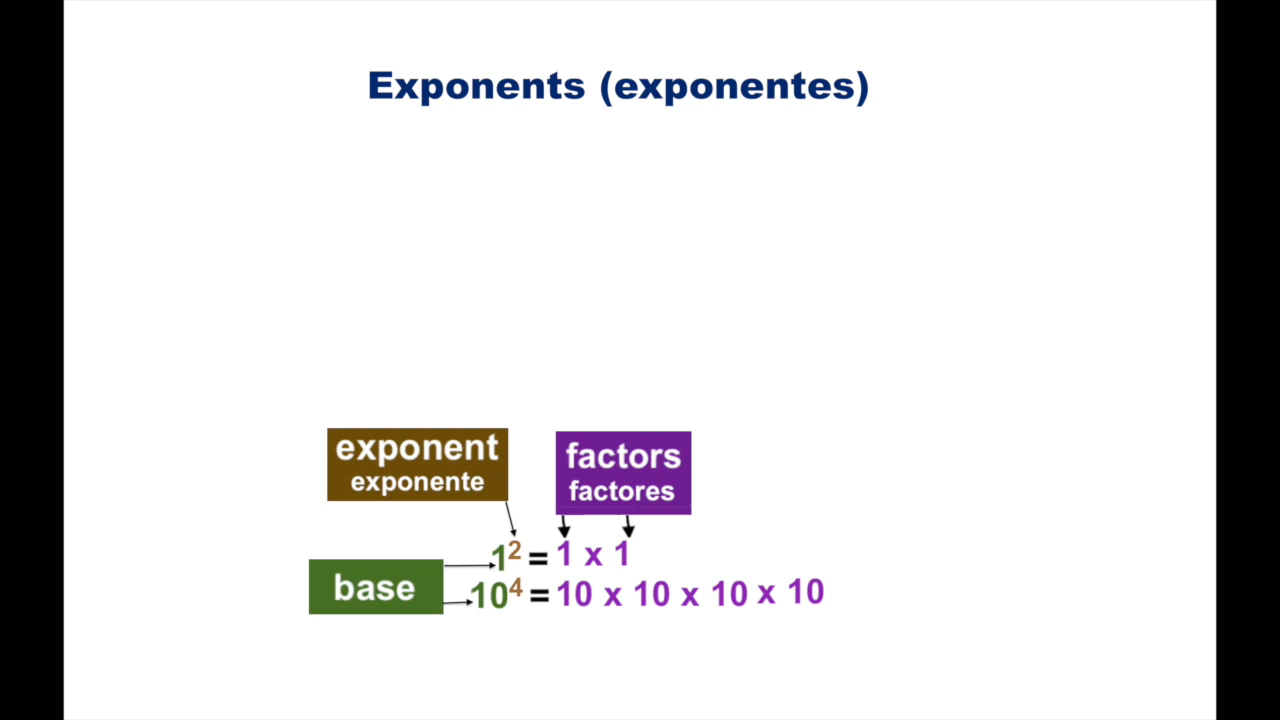 Exponents (exponentes)
exponent
exponente
factors
factores
1² = 1 x 1
base
10⁴ = 10 x 10 x 10 x 10